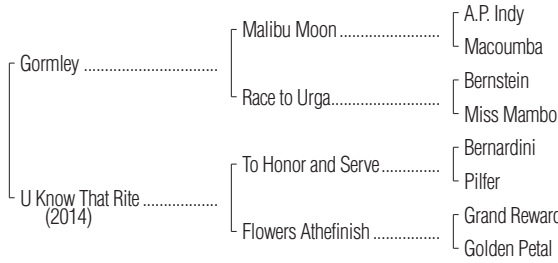 A.P. Indy
Malibu Moon ....................
Macoumba
Gormley ...........................
Bernstein
Race to Urga......................
Miss Mambo
Bernardini
To Honor and Serve...........
Pilfer
U Know That Rite ...............
(2014)
Grand Reward
Flowers Athefinish .............
Golden Petal